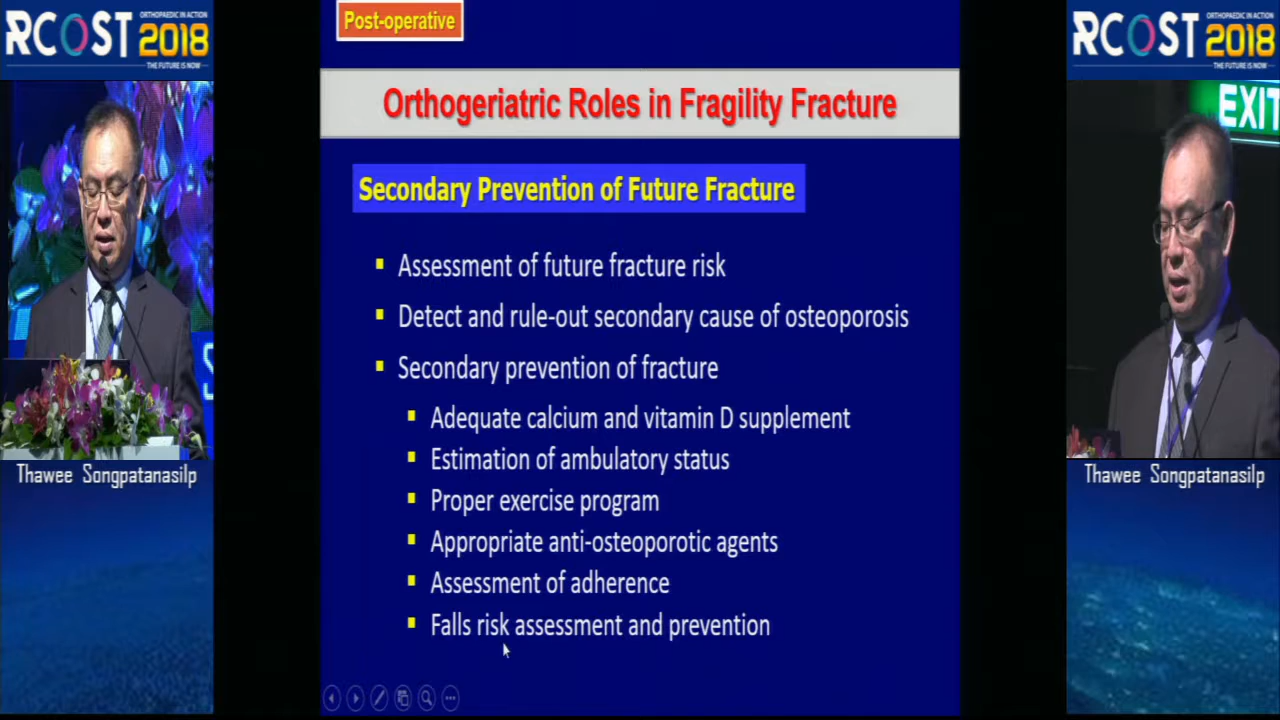 Post-operative
RCOST
ORTHOPAEDIC IN ACTION
2018
THE FUTURE IS NOW
RCOST
ORTHOPAEDIC IN ACTION
2018
THE FUTURE IS NOW
Orthogeriatric Roles in Fragility Fracture
EXIT
Secondary Prevention of Future Fracture
▪ Assessment of future fracture risk
▪ Detect and rule-out secondary cause of osteoporosis
▪ Secondary prevention of fracture
▪ Adequate calcium and vitamin D supplement
▪ Estimation of ambulatory status
▪ Proper exercise program
▪ Appropriate anti-osteoporotic agents
▪ Assessment of adherence
▪ Falls risk assessment and prevention
Thawee Songpatanasilp
Thawee Songpatanasilp